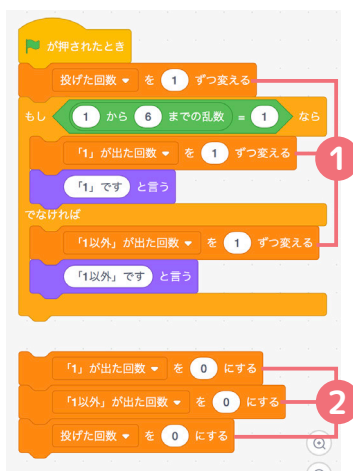 が押されたとき
投げた回数 を 1 ずつ変える
もし 1 から 6 までの乱数 = 1 なら
「1」が出た回数 を 1 ずつ変える
「1」です と言う
でなければ
「1以外」が出た回数 を 1 ずつ変える
「1以外」です と言う
1
「1」が出た回数 を 0 にする
「1以外」が出た回数 を 0 にする
投げた回数 を 0 にする
2